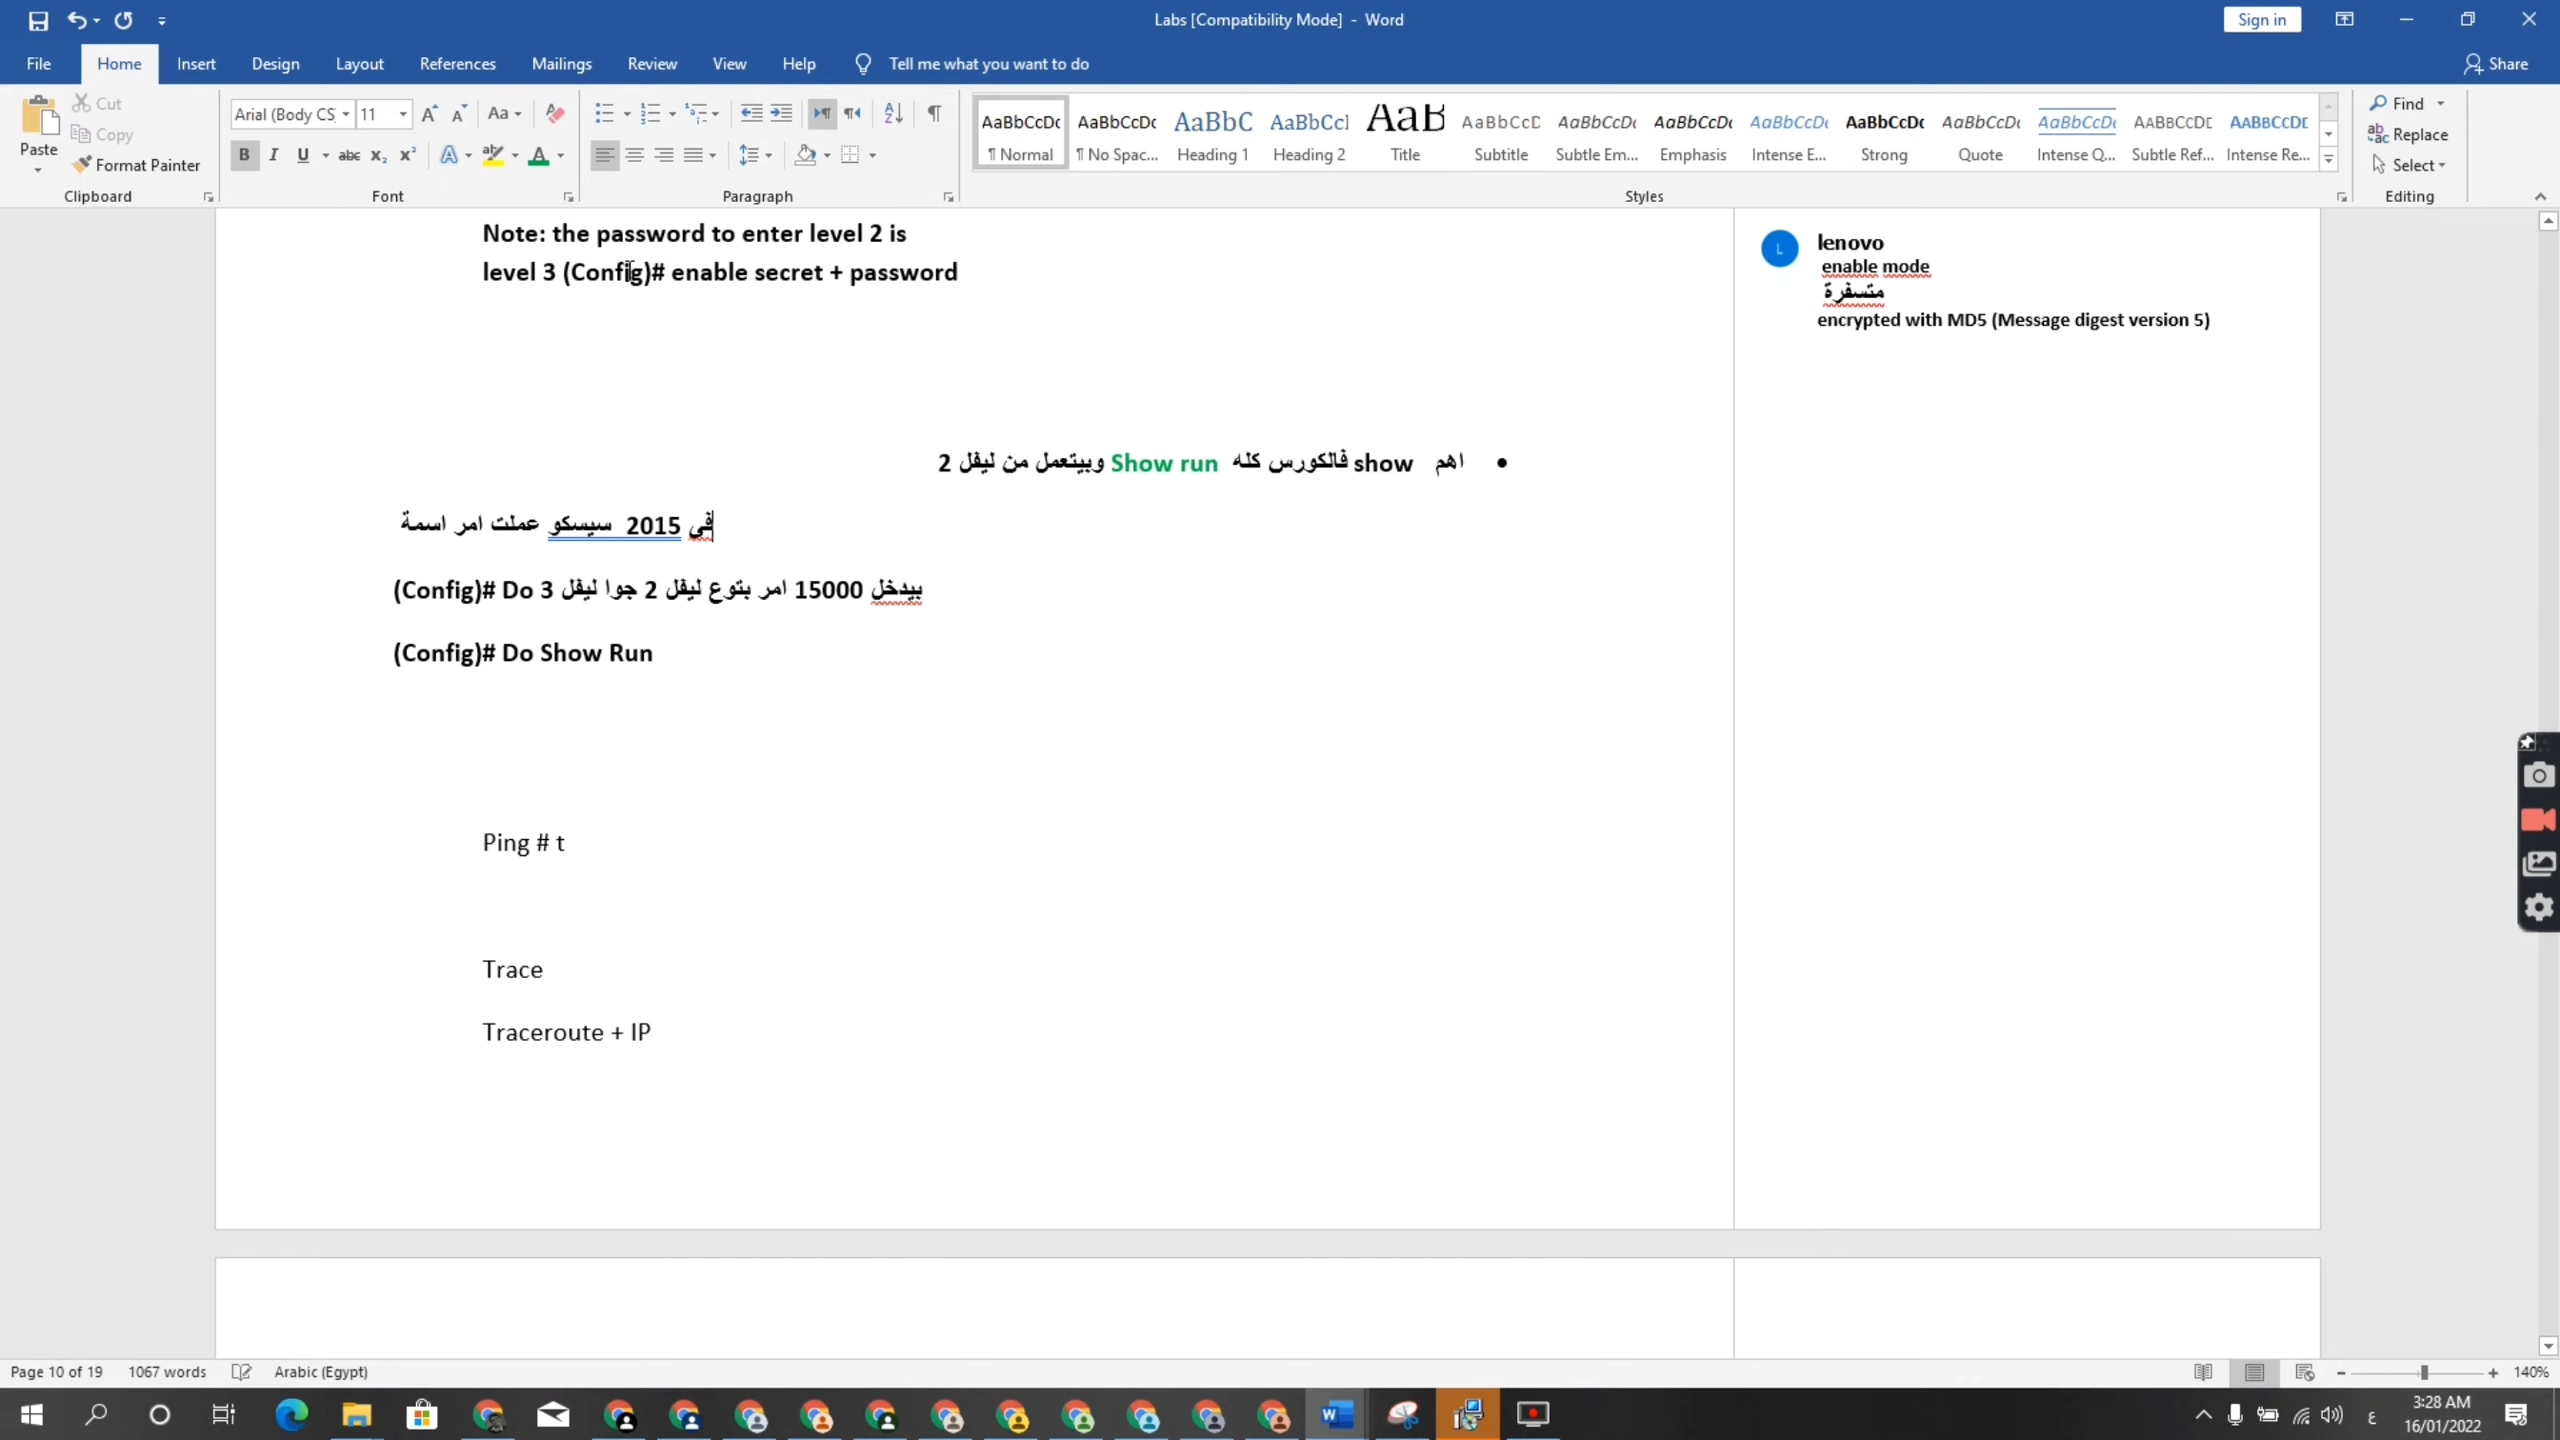 Labs [Compatibility Mode] - Word
Sign in
File Home Insert Design Layout References Mailings Review View Help Tell me what you want to do Share
Paste
Cut
Copy
Format Painter
Clipboard
Arial (Body CS 11
Font
Paragraph
AaBbCcDc AaBbCcDc AaBbC AaBbCcI AaB AaBbCcD AaBbCcDc AaBbCcDc AaBbCcDc AaBbCcDc AaBbCcDc AaBbCcDc AABBCCDE AABBCCDE
¶ Normal ¶ No Spac... Heading 1 Heading 2 Title Subtitle Subtle Em... Emphasis Intense E... Strong Quote Intense Q... Subtle Ref... Intense Re...
Styles
Find
Replace
Select
Editing
Note: the password to enter level 2 is
level 3 (Config)# enable secret + password
lenovo
enable mode
متسفرة
encrypted with MD5 (Message digest version 5)
• اهم show فالكورس كله Show run وبيتعمل من ليفل 2
في 2015 سيسكو عملت امر اسمة
(Config)# Do بيدخل 15000 امر بتوع ليفل 2 جوا ليفل 3
(Config)# Do Show Run
Ping # t
Trace
Traceroute + IP
Page 10 of 19 1067 words Arabic (Egypt) 140%
3:28 AM
16/01/2022
ع